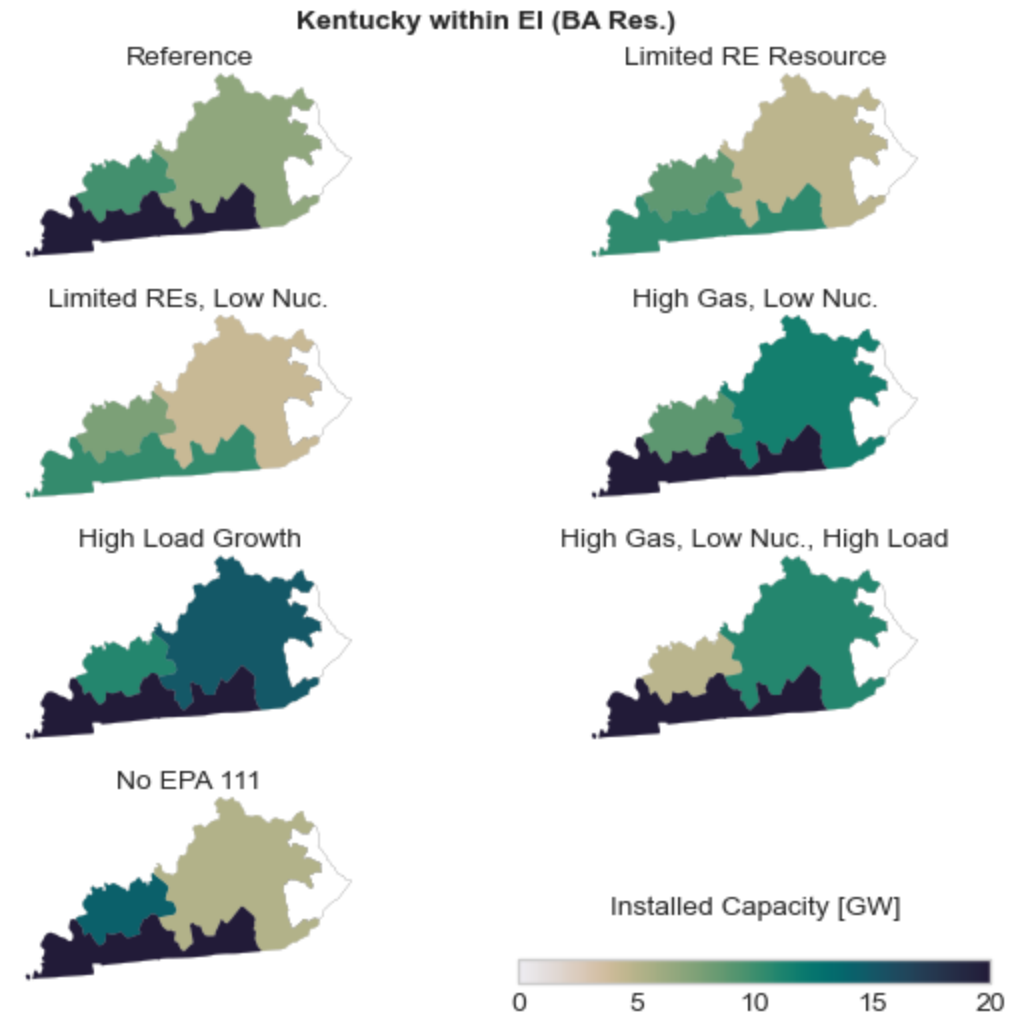 Kentucky within EI (BA Res.)
Reference
Limited RE Resource
Limited REs, Low Nuc.
High Gas, Low Nuc.
High Load Growth
High Gas, Low Nuc., High Load
No EPA 111
Installed Capacity [GW]
0 5 10 15 20